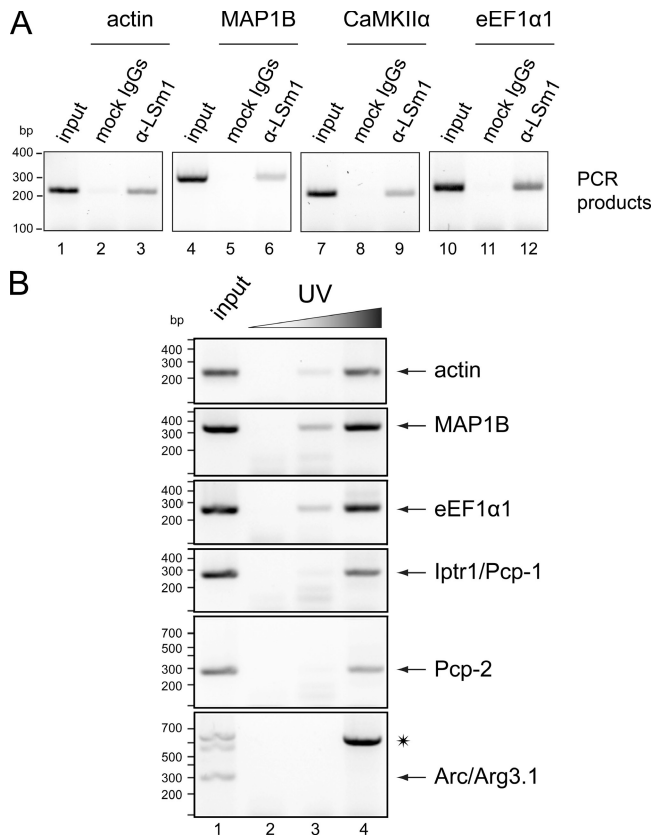 A
actin MAP1B CaMKIIα eEF1α1
input mock IgGs α-LSm1 input mock IgGs α-LSm1 input mock IgGs α-LSm1 input mock IgGs α-LSm1
bp
400
300
200
100
PCR
products
1 2 3 4 5 6 7 8 9 10 11 12
B
input UV
bp
400
300
200
actin
400
300
200
MAP1B
400
300
200
eEF1α1
400
300
200
Iptr1/Pcp-1
700
500
300
200
Pcp-2
700
500
300
200
*
Arc/Arg3.1
1 2 3 4